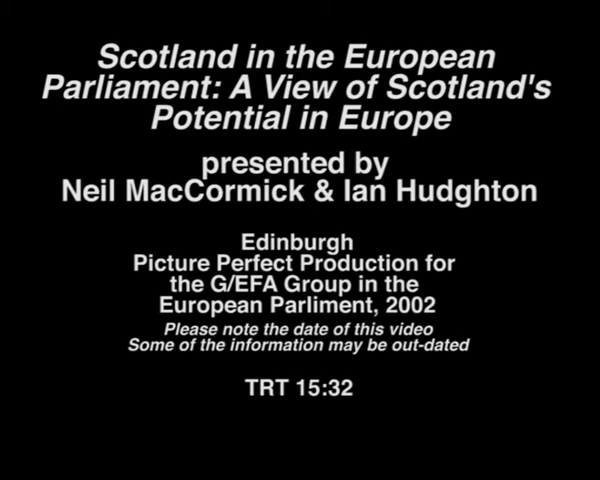 Scotland in the European
Parliament: A View of Scotland's
Potential in Europe
presented by
Neil MacCormick & Ian Hudghton
Edinburgh
Picture Perfect Production for
the G/EFA Group in the
European Parliment, 2002
Please note the date of this video
Some of the information may be out-dated
TRT 15:32